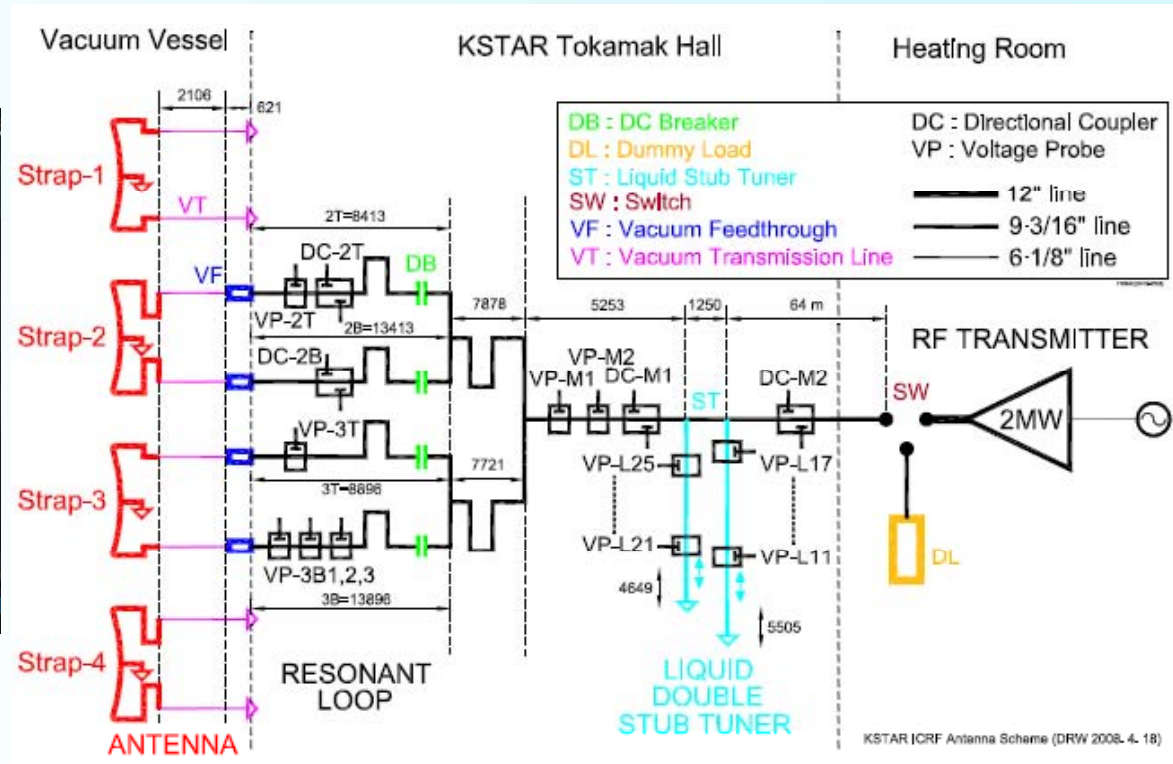 Vacuum Vessel
KSTAR Tokamak Hall
Heating Room
2106
621
DB : DC Breaker
DL : Dummy Load
ST : Liquid Stub Tuner
SW : Switch
VF : Vacuum Feedthrough
VT : Vacuum Transmission Line
DC : Directional Coupler
VP : Voltage Probe
12" line
9-3/16" line
6-1/8" line
Strap-1
VT
2T=8413
DC-2T
DB
VF
VP-2T
Strap-2
2B=13413
DC-2B
7878
5253
1250
64 m
RF TRANSMITTER
VP-M2
VP-M1
DC-M1
ST
DC-M2
SW
2MW
VP-3T
VP-L25
VP-L17
Strap-3
3T=8896
7721
VP-L21
VP-L11
DL
VP-3B1,2,3
4649
3B=13896
5505
Strap-4
RESONANT
LOOP
LIQUID
DOUBLE
STUB TUNER
ANTENNA
KSTAR ICRF Antenna Scheme (DRW 2008. 4. 18)